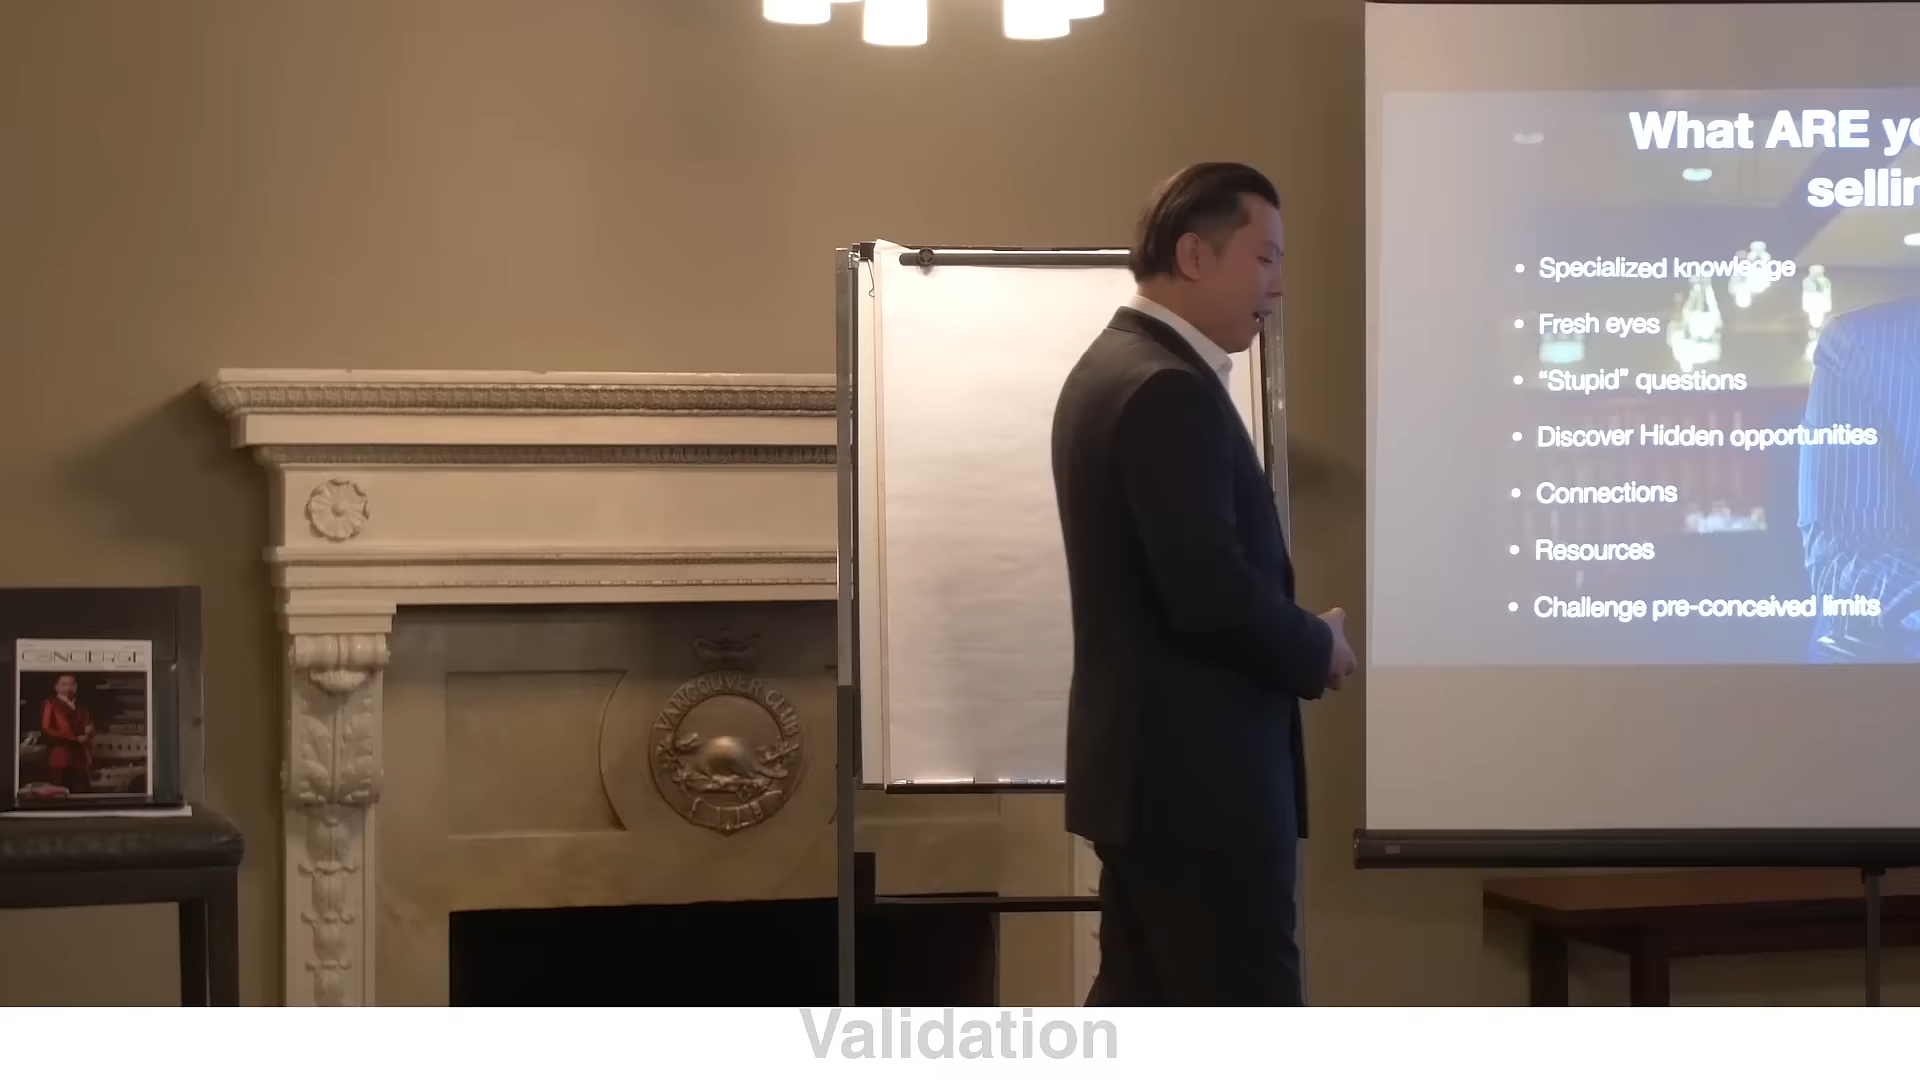 What ARE yo
sellin
• Specialized knowledge
• Fresh eyes
• “Stupid” questions
• Discover Hidden opportunities
• Connections
• Resources
• Challenge pre-conceived limits
CONCIERGE
VANCOUVER CLUB
Validation